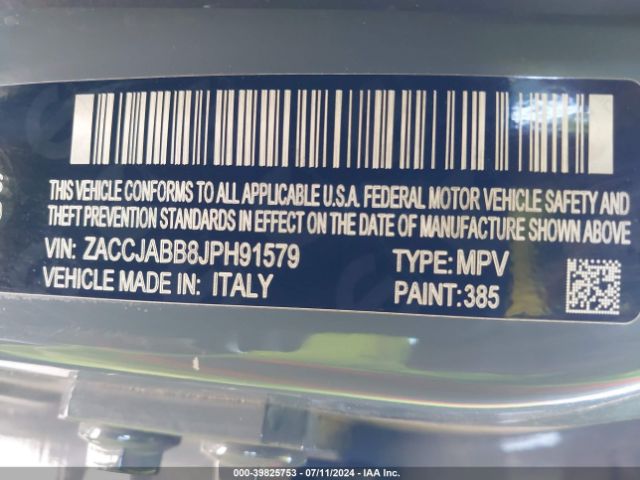 THIS VEHICLE CONFORMS TO ALL APPLICABLE U.S.A. FEDERAL MOTOR VEHICLE SAFETY AND
THEFT PREVENTION STANDARDS IN EFFECT ON THE DATE OF MANUFACTURE SHOWN ABOVE
VIN: ZACCJABB8JPH91579 TYPE: MPV
VEHICLE MADE IN: ITALY PAINT: 385
000-39825753 - 07/11/2024 - IAA Inc.